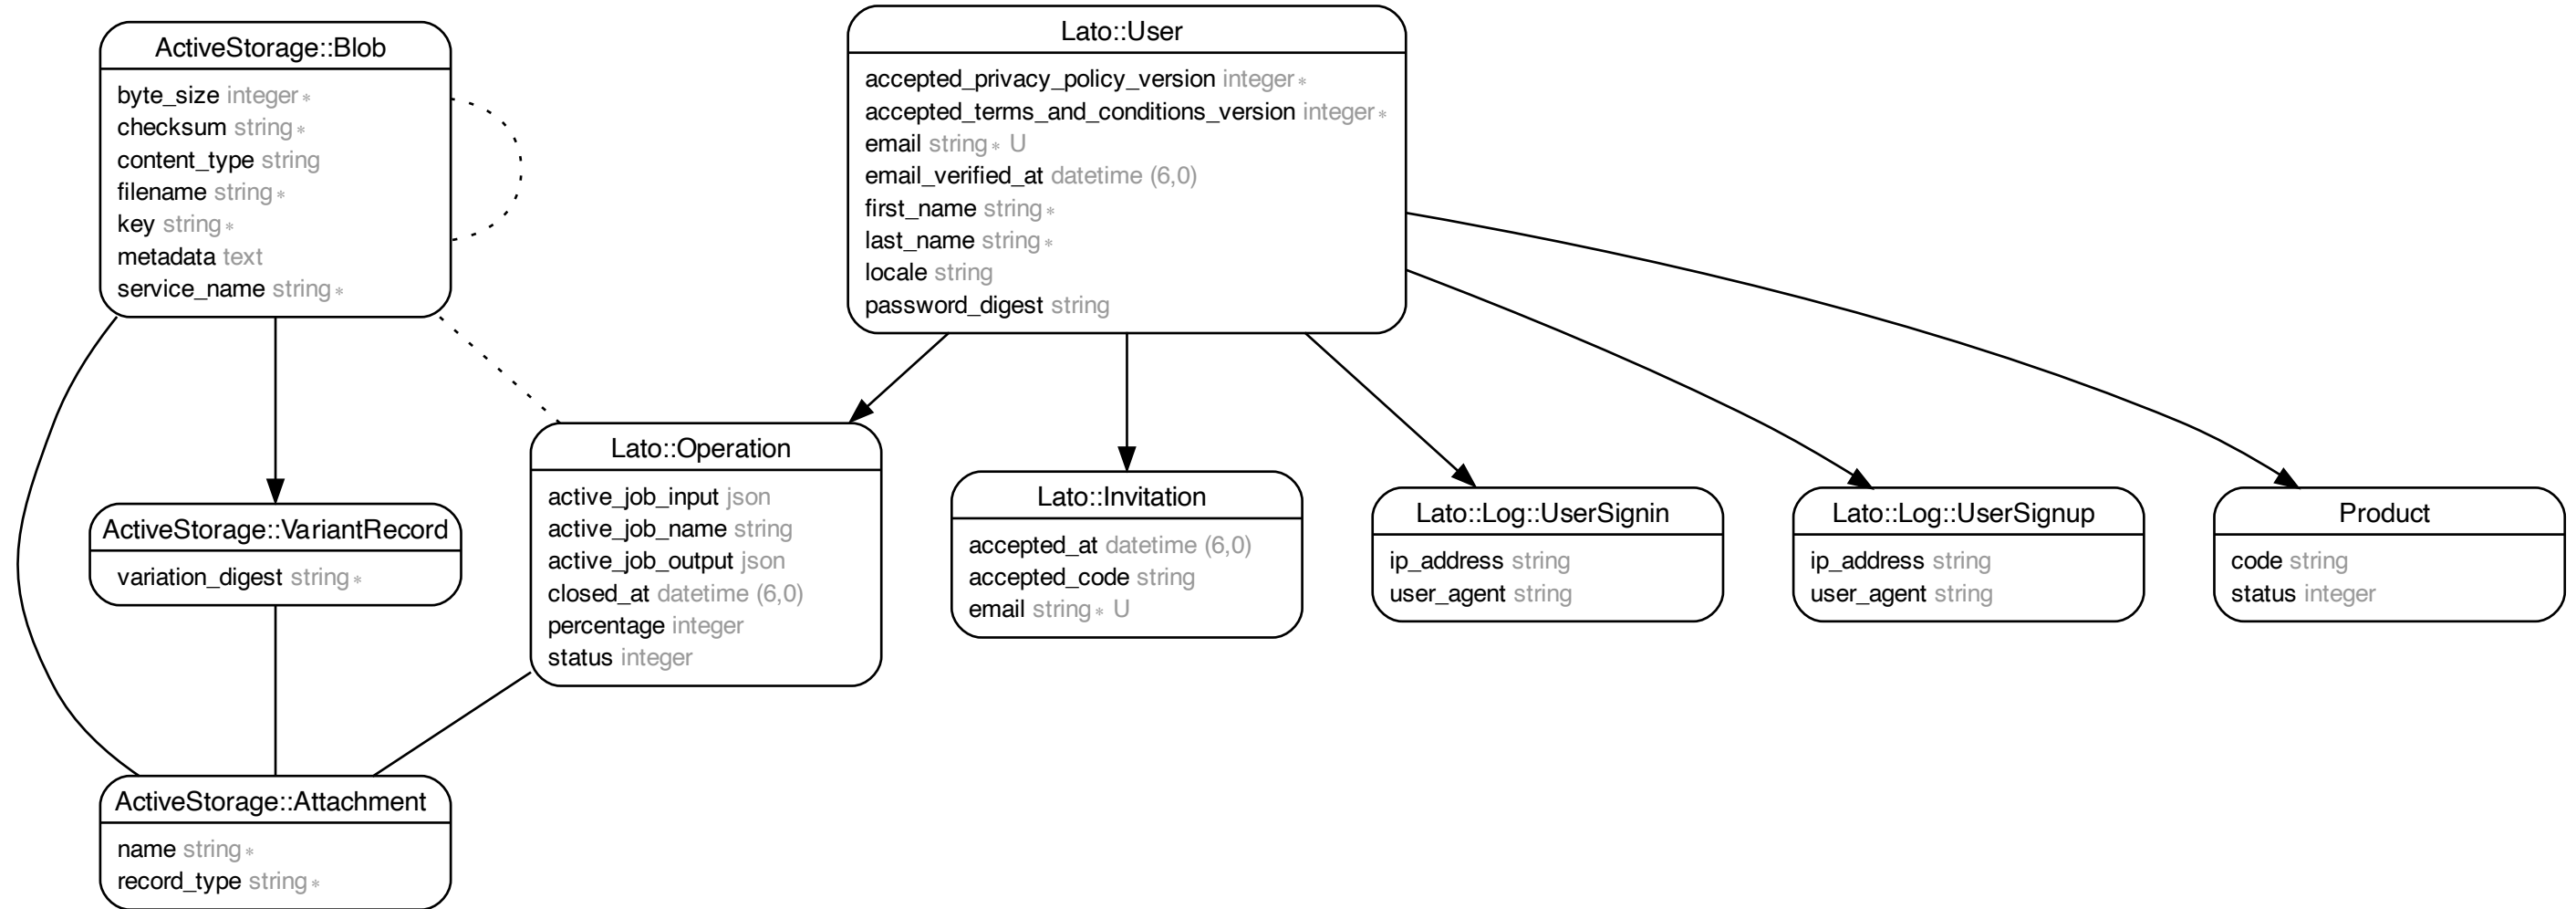 ActiveStorage::Blob
byte_size integer ∗
checksum string ∗
content_type string
filename string ∗
key string ∗
metadata text
service_name string ∗
Lato::User
accepted_privacy_policy_version integer ∗
accepted_terms_and_conditions_version integer ∗
email string ∗ U
email_verified_at datetime (6,0)
first_name string ∗
last_name string ∗
locale string
password_digest string
ActiveStorage::VariantRecord
variation_digest string ∗
Lato::Operation
active_job_input json
active_job_name string
active_job_output json
closed_at datetime (6,0)
percentage integer
status integer
Lato::Invitation
accepted_at datetime (6,0)
accepted_code string
email string ∗ U
Lato::Log::UserSignin
ip_address string
user_agent string
Lato::Log::UserSignup
ip_address string
user_agent string
Product
code string
status integer
ActiveStorage::Attachment
name string ∗
record_type string ∗